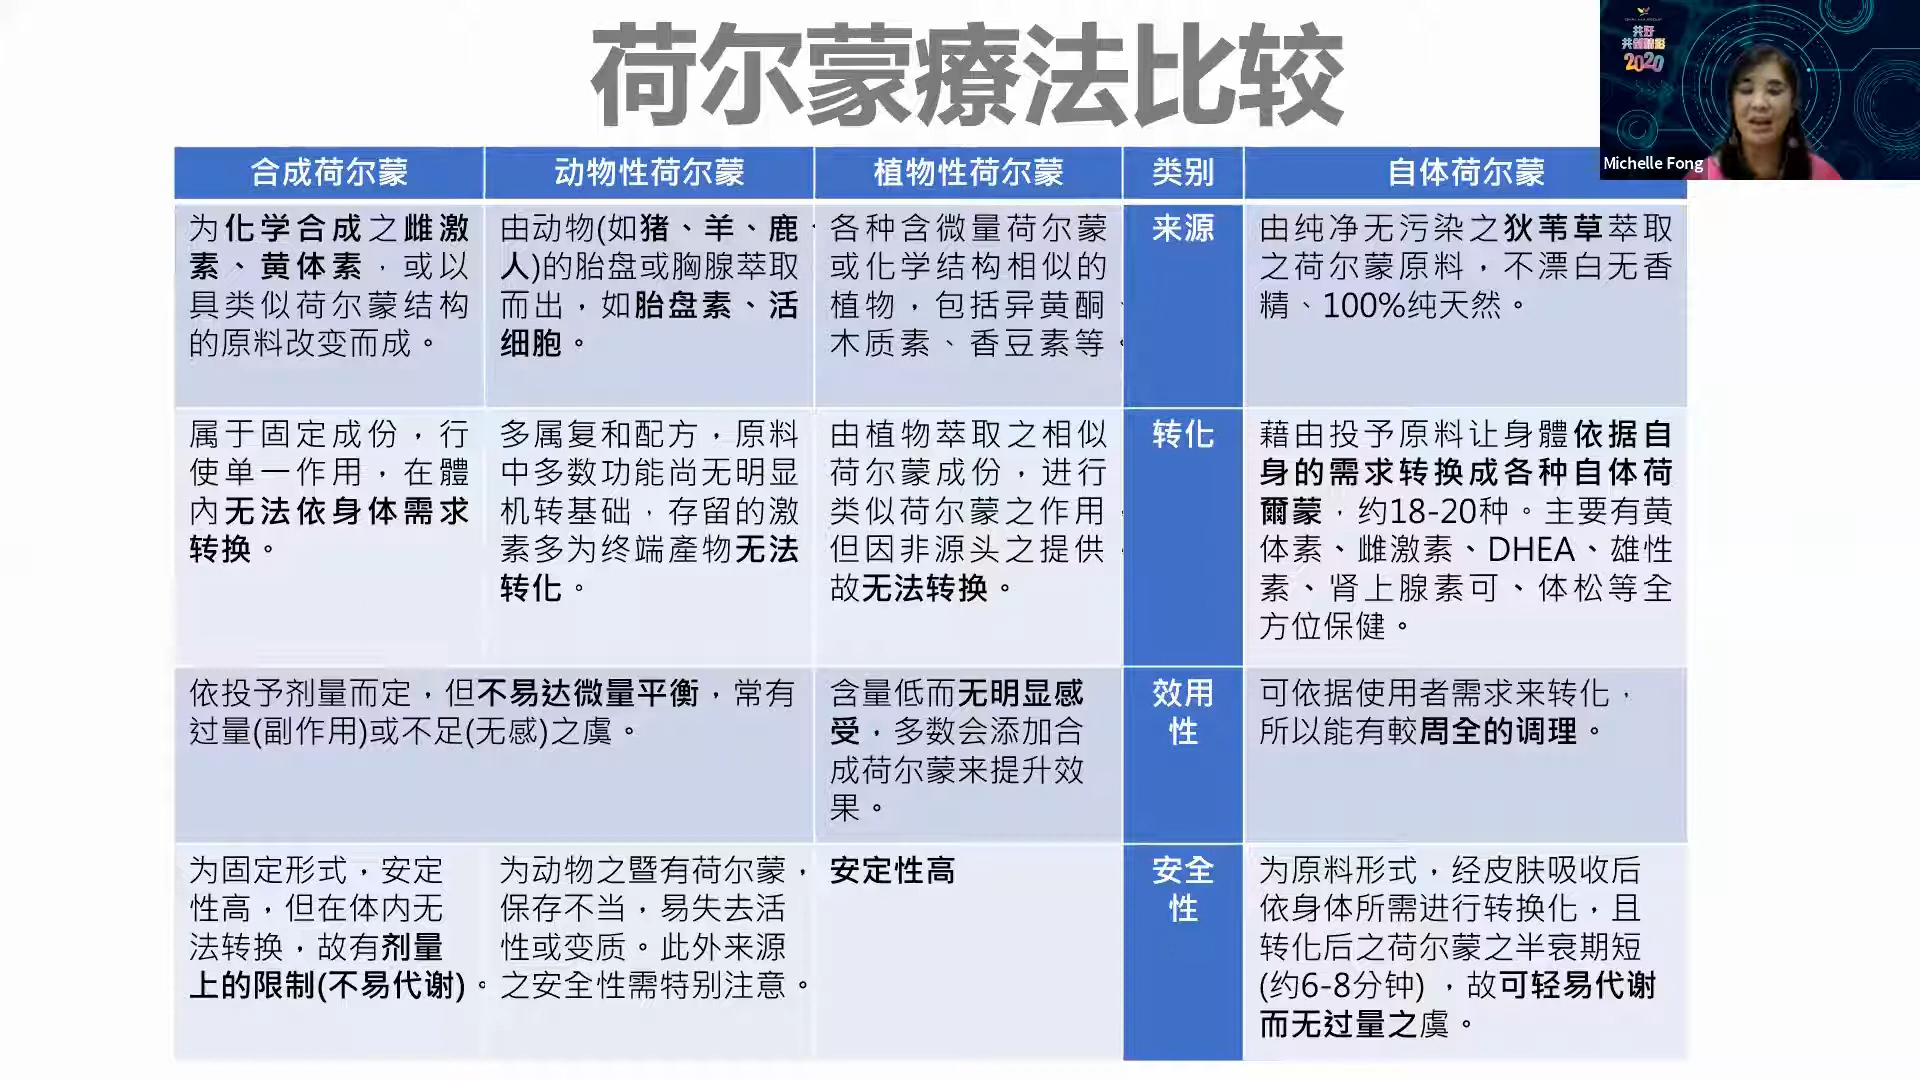 荷尔蒙療法比较
共好
共创精彩
2020
Michelle Fong
合成荷尔蒙
动物性荷尔蒙
植物性荷尔蒙
类别
自体荷尔蒙
为化学合成之雌激
素、黄体素，或以
具类似荷尔蒙结构
的原料改变而成。
由动物(如猪、羊、鹿、
人)的胎盘或胸腺萃取
而出，如胎盘素、活
细胞。
各种含微量荷尔蒙
或化学结构相似的
植物，包括异黄酮、
木质素、香豆素等。
来源
由纯净无污染之狄苇草萃取
之荷尔蒙原料，不漂白无香
精、100%纯天然。
属于固定成份，行
使单一作用，在體
內无法依身体需求
转换。
多属复和配方，原料
中多数功能尚无明显
机转基础，存留的激
素多为终端產物无法
转化。
由植物萃取之相似
荷尔蒙成份，进行
类似荷尔蒙之作用，
但因非源头之提供，
故无法转换。
转化
藉由投予原料让身體依据自
身的需求转换成各种自体荷
爾蒙，约18-20种。主要有黄
体素、雌激素、DHEA、雄性
素、肾上腺素可、体松等全
方位保健。
依投予剂量而定，但不易达微量平衡，常有
过量(副作用)或不足(无感)之虞。
含量低而无明显感
受，多数会添加合
成荷尔蒙来提升效
果。
效用
性
可依据使用者需求来转化，
所以能有較周全的调理。
为固定形式，安定
性高，但在体内无
法转换，故有剂量
上的限制(不易代谢)。
为动物之暨有荷尔蒙，
保存不当，易失去活
性或变质。此外来源
之安全性需特别注意。
安定性高
安全
性
为原料形式，经皮肤吸收后
依身体所需进行转换化，且
转化后之荷尔蒙之半衰期短
(约6-8分钟) ，故可轻易代谢
而无过量之虞。